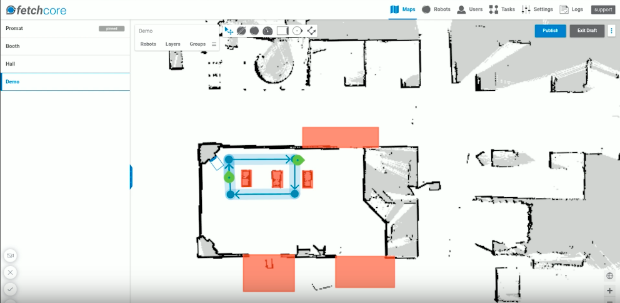 fetchcore
Maps
Robots
Users
Tasks
Settings
Logs
Support
Promat
Booth
Hall
Demo
Demo
Robots
Layers
Groups
Publish
Exit Draft